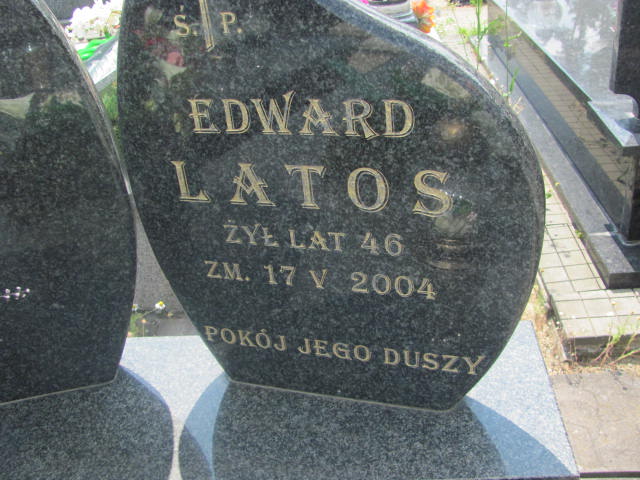 Ś. P.
EDWARD
LATOS
ŻYŁ LAT 46
ZM. 17 V 2004
POKÓJ JEGO DUSZY